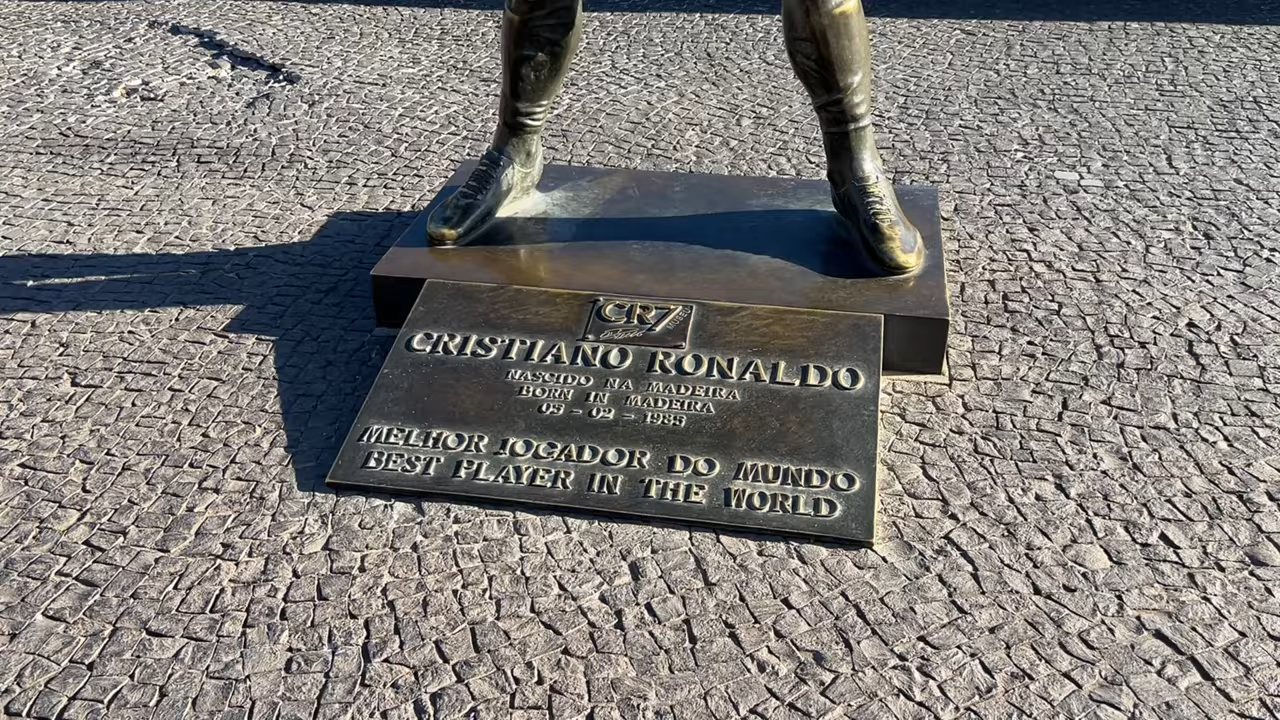 CR7
MUSEU
CRISTIANO RONALDO
NASCIDO NA MADEIRA
BORN IN MADEIRA
05 - 02 - 1985
MELHOR JOGADOR DO MUNDO
BEST PLAYER IN THE WORLD